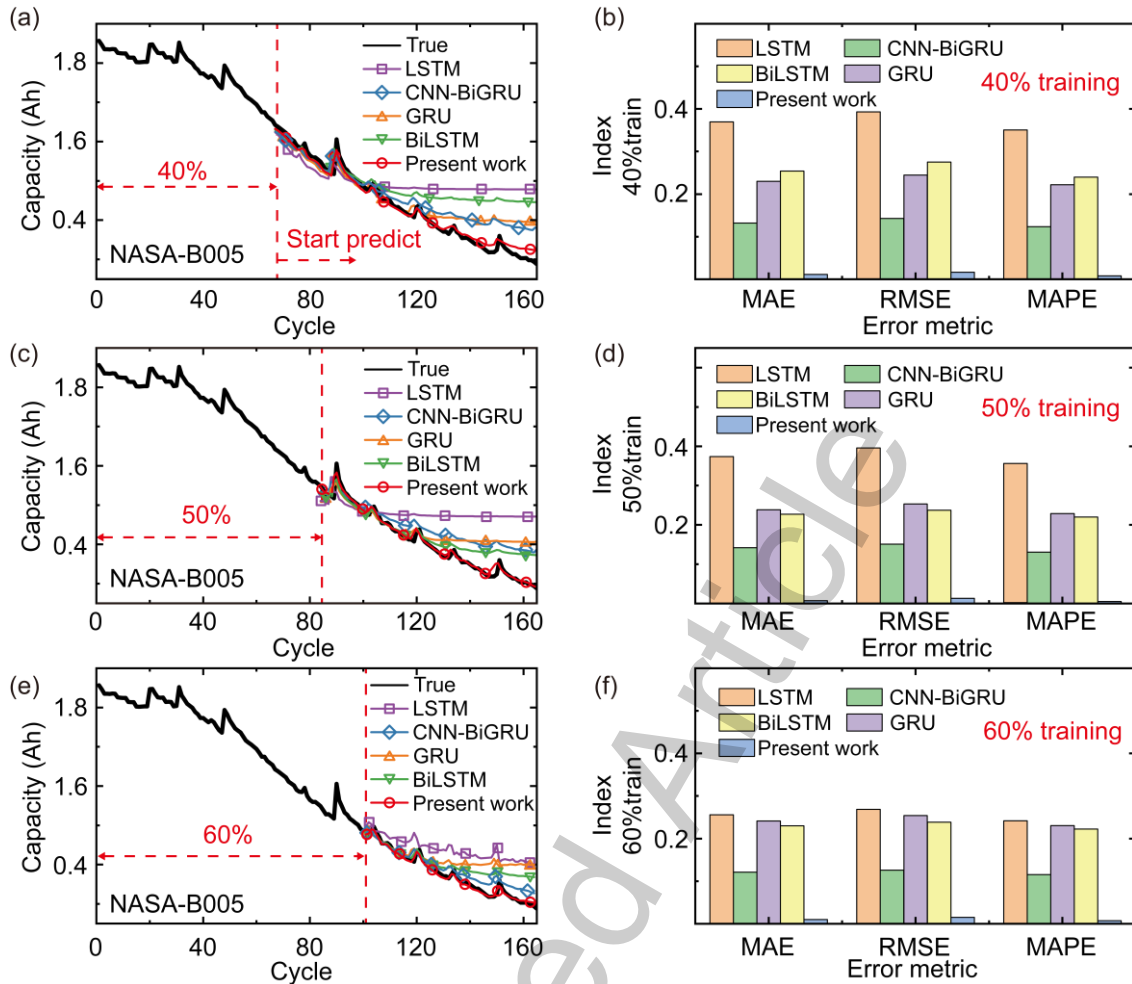 (a)
Capacity (Ah)
1.8
1.6
0.4
True
LSTM
CNN-BiGRU
GRU
BiLSTM
Present work
40%
Start predict
NASA-B005
0 40 80 120 160
Cycle
(b)
Index
40%train
0.4
0.2
LSTM CNN-BiGRU
BiLSTM GRU
Present work
40% training
MAE RMSE MAPE
Error metric
(c)
Capacity (Ah)
1.8
1.6
0.4
True
LSTM
CNN-BiGRU
GRU
BiLSTM
Present work
50%
NASA-B005
0 40 80 120 160
Cycle
(d)
Index
50%train
0.4
0.2
LSTM CNN-BiGRU
BiLSTM GRU
Present work
50% training
MAE RMSE MAPE
Error metric
(e)
Capacity (Ah)
1.8
0.4
True
LSTM
CNN-BiGRU
GRU
BiLSTM
Present work
60%
NASA-B005
0 40 80 120 160
Cycle
(f)
Index
60%train
0.4
0.2
LSTM CNN-BiGRU
BiLSTM GRU
Present work
60% training
MAE RMSE MAPE
Error metric
ed Article